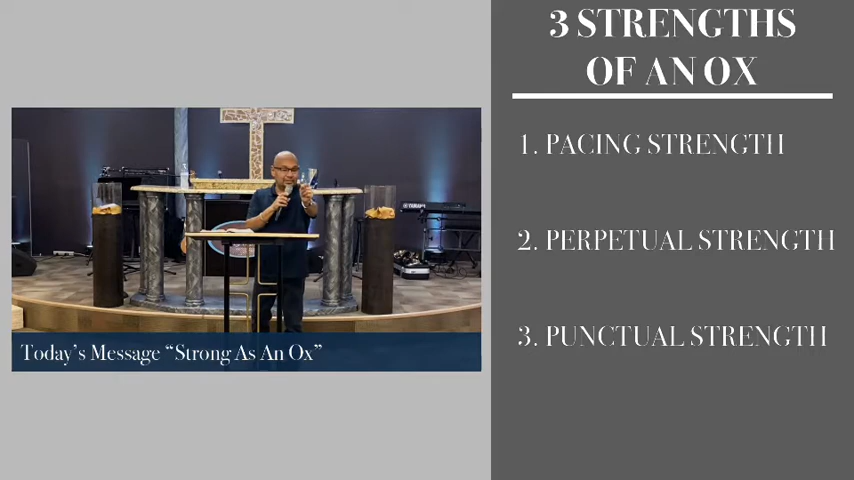 3 STRENGTHS
OF AN OX
1. PACING STRENGTH
2. PERPETUAL STRENGTH
3. PUNCTUAL STRENGTH
YAMAHA
Today's Message “Strong As An Ox”